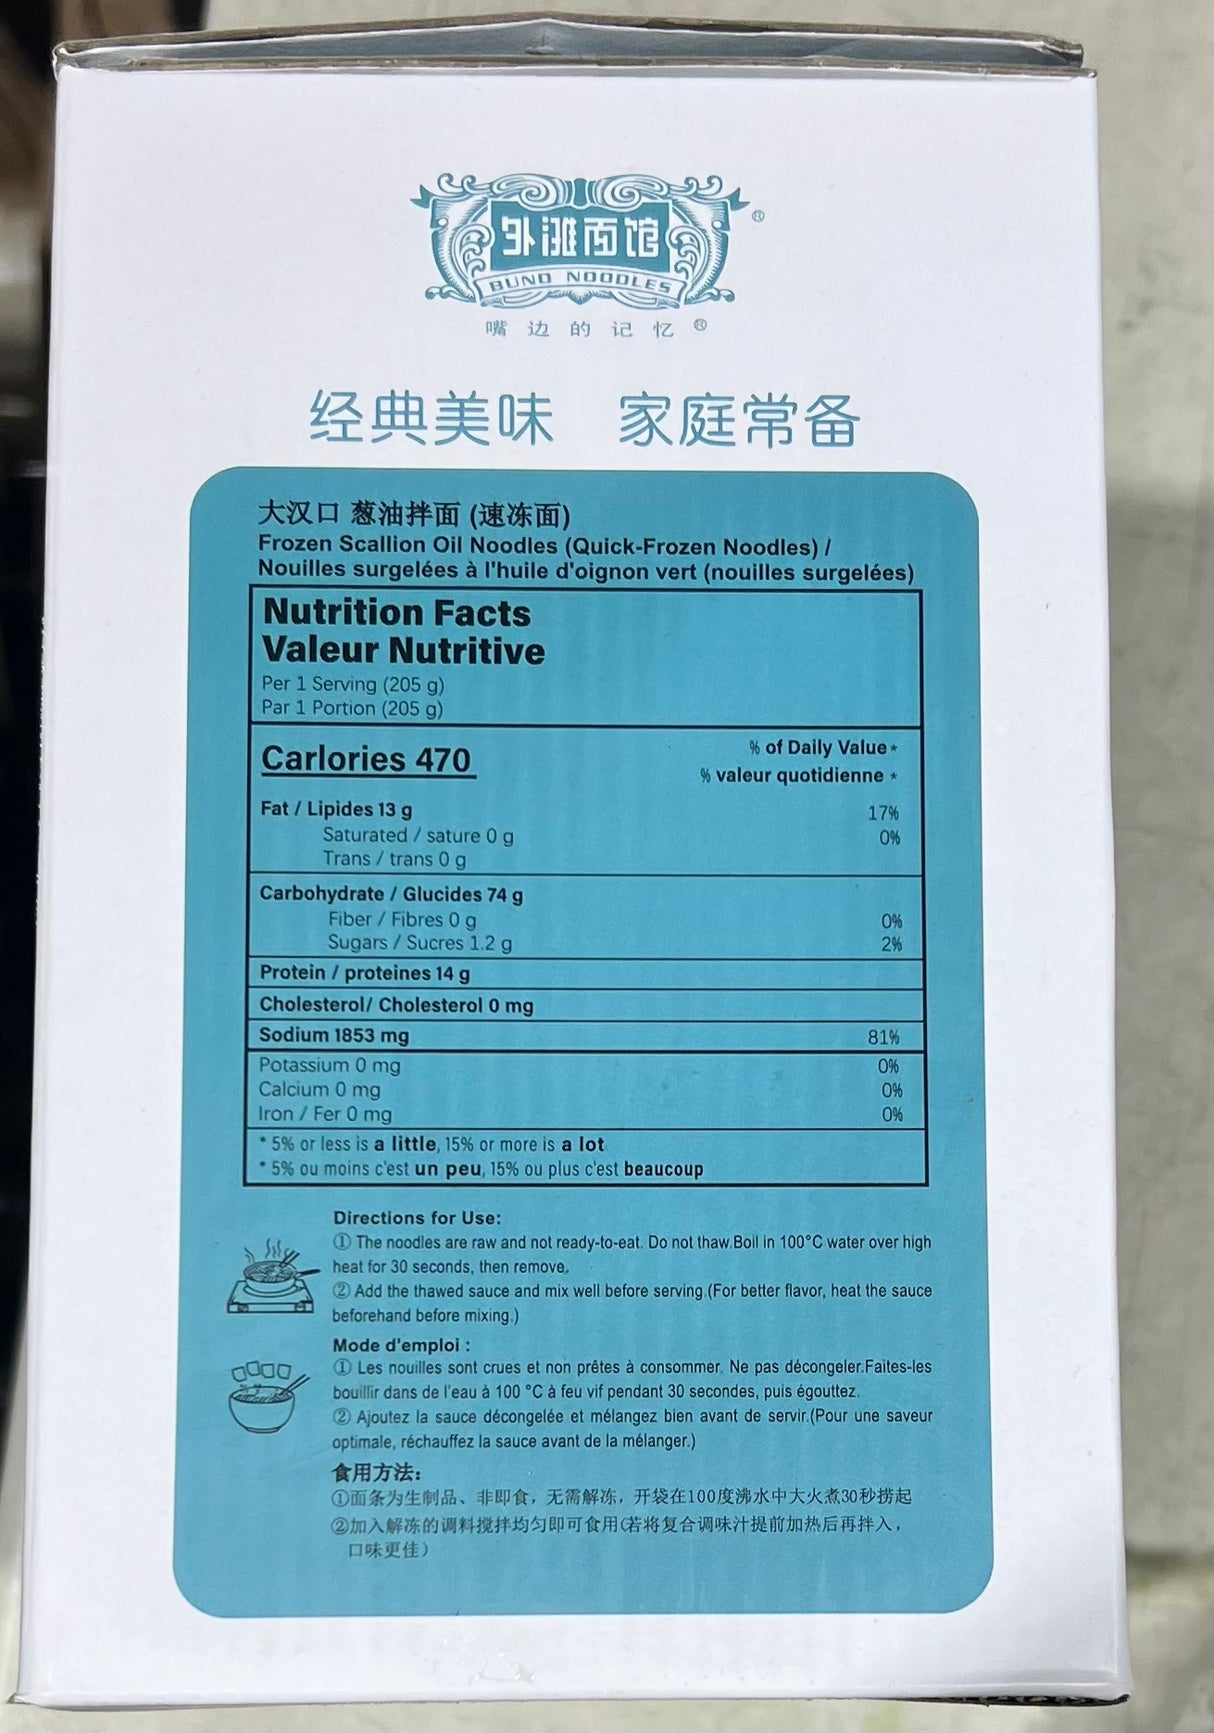 外滩面馆 ®
BUND NOODLES
嘴边的记忆 ®
经典美味 家庭常备
大汉口 葱油拌面 (速冻面)
Frozen Scallion Oil Noodles (Quick-Frozen Noodles) /
Nouilles surgelées à l'huile d'oignon vert (nouilles surgelées)
Nutrition Facts
Valeur Nutritive
Per 1 Serving (205 g)
Par 1 Portion (205 g)
% of Daily Value *
Carlories 470
% valeur quotidienne *
Fat / Lipides 13 g 17%
Saturated / sature 0 g 0%
Trans / trans 0 g
Carbohydrate / Glucides 74 g
Fiber / Fibres 0 g 0%
Sugars / Sucres 1.2 g 2%
Protein / proteines 14 g
Cholesterol/ Cholesterol 0 mg
Sodium 1853 mg 81%
Potassium 0 mg 0%
Calcium 0 mg 0%
Iron / Fer 0 mg 0%
* 5% or less is a little, 15% or more is a lot
* 5% ou moins c'est un peu, 15% ou plus c'est beaucoup
Directions for Use:
① The noodles are raw and not ready-to-eat. Do not thaw.Boil in 100°C water over high
heat for 30 seconds, then remove.
② Add the thawed sauce and mix well before serving.(For better flavor, heat the sauce
beforehand before mixing.)
Mode d'emploi :
① Les nouilles sont crues et non prêtes à consommer. Ne pas décongeler.Faites-les
bouillir dans de l'eau à 100 °C à feu vif pendant 30 secondes, puis égouttez.
② Ajoutez la sauce décongelée et mélangez bien avant de servir.(Pour une saveur
optimale, réchauffez la sauce avant de la mélanger.)
食用方法：
①面条为生制品、非即食，无需解冻，开袋在100度沸水中大火煮30秒捞起
②加入解冻的调料搅拌均匀即可食用(若将复合调味汁提前加热后再拌入，
口味更佳）